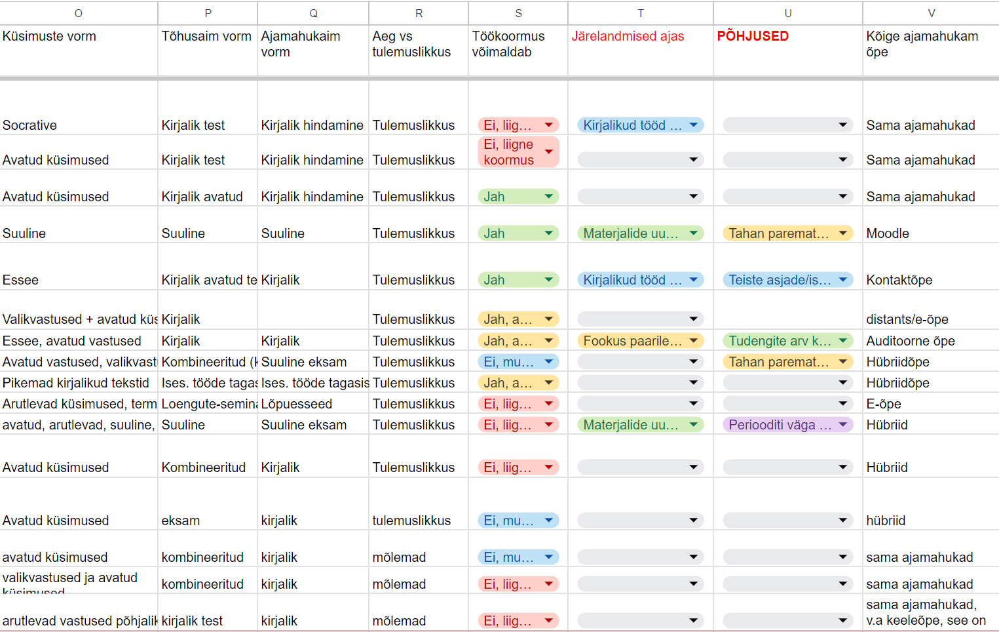 O P Q R S T U V
Küsimuste vorm Tõhusaim vorm Ajamahukaim vorm Aeg vs tulemuslikkus Töökoormus võimaldab Järelandmised ajas PÕHJUSED Kõige ajamahukam õpe
Socrative Kirjalik test Kirjalik hindamine Tulemuslikkus Ei, liig... Kirjalikud tööd ... Sama ajamahukad
Avatud küsimused Kirjalik test Kirjalik hindamine Tulemuslikkus Ei, liigne koormus Sama ajamahukad
Avatud küsimused Kirjalik avatud Kirjalik hindamine Tulemuslikkus Jah Sama ajamahukad
Suuline Suuline Suuline Tulemuslikkus Jah Materjalide uu... Tahan paremat... Moodle
Essee Kirjalik avatud te Kirjalik Tulemuslikkus Jah Kirjalikud tööd ... Teiste asjade/is... Kontaktõpe
Valikvastused + avatud küs Kirjalik Tulemuslikkus Jah, a... distants/e-õpe
Essee, avatud vastused Kirjalik Kirjalik Tulemuslikkus Jah, a... Fookus paarile... Tudengite arv k... Auditoorne õpe
Avatud vastused, valikvast Kombineeritud (k Suuline eksam Tulemuslikkus Ei, mu... Tahan paremat... Hübriidõpe
Pikemad kirjalikud tekstid Ises. tööde tagas Ises. tööde tagasis Tulemuslikkus Jah, a... Hübriidõpe
Arutlevad küsimused, term Loengute-semina Lõpuesseed Tulemuslikkus Ei, liig... E-õpe
avatud, arutlevad, suuline, Suuline Suuline eksam Tulemuslikkus Ei, liig... Materjalide uu... Periooditi väga ... Hübriid
Avatud küsimused Kombineeritud Kirjalik Tulemuslikkus Ei, liig... Hübriid
Avatud küsimused eksam kirjalik tulemuslikkus Ei, mu... hübriid
avatud küsimused kombineeritud kirjalik mõlemad Ei, mu... sama ajamahukad
valikvastused ja avatud küsimused kombineeritud kirjalik mõlemad Ei, liig... sama ajamahukad
arutlevad vastused põhjalik kirjalik test kirjalik mõlemad Ei, liig... sama ajamahukad, v.a keeleõpe, see on